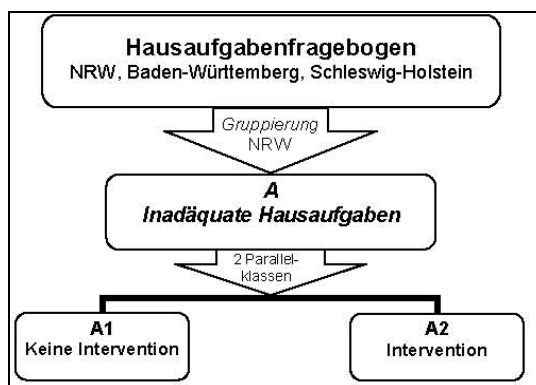 Hausaufgabenfragebogen
NRW, Baden-Württemberg, Schleswig-Holstein
Gruppierung
NRW
A
Inadäquate Hausaufgaben
2 Parallel-
klassen
A1
Keine Intervention
A2
Intervention